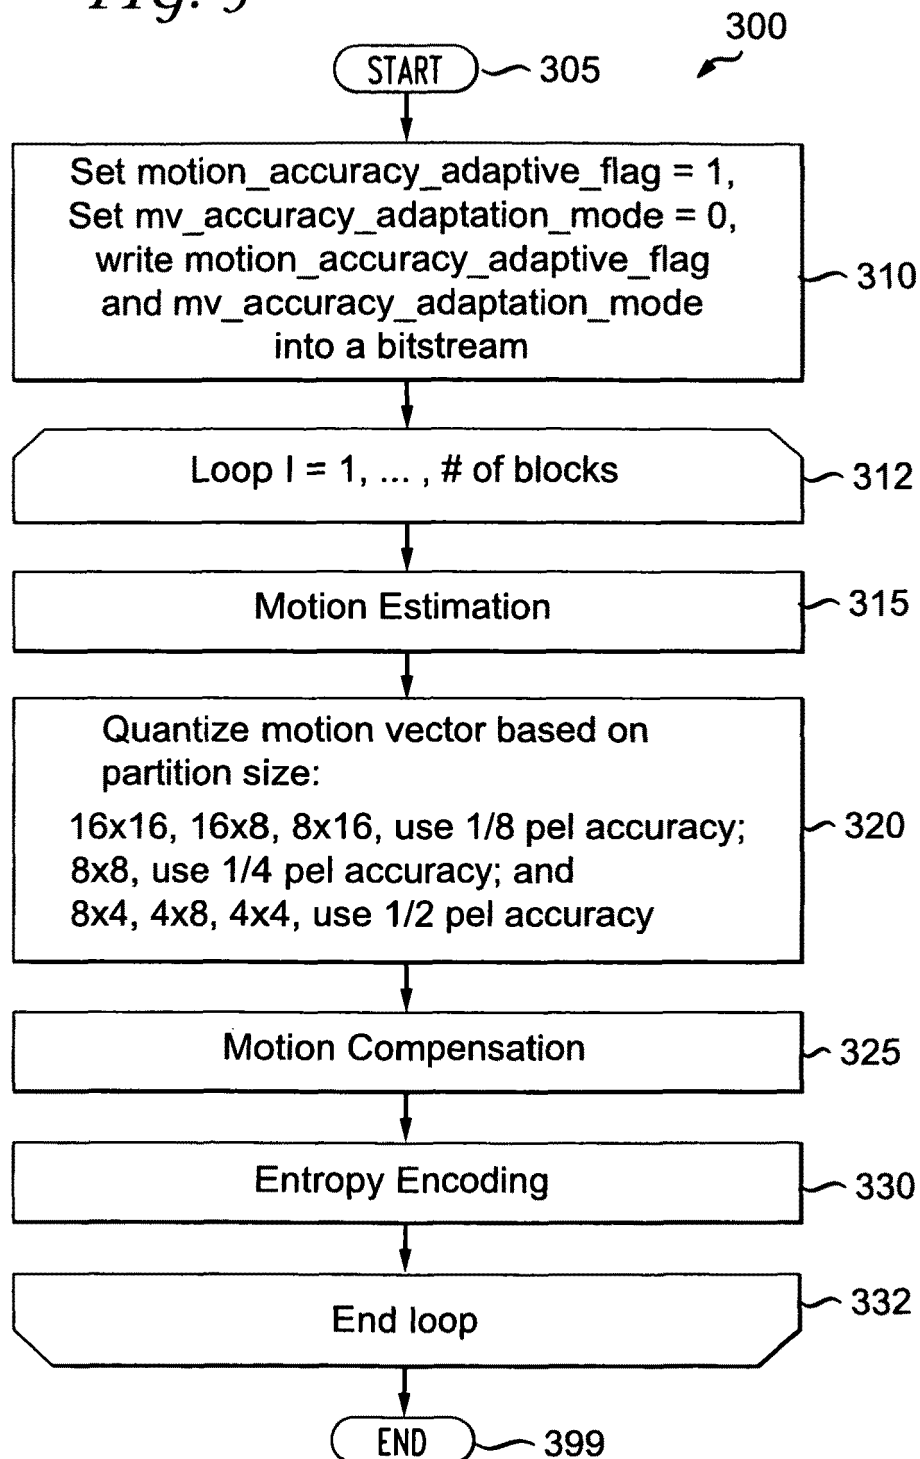 300
START 305
Set motion_accuracy_adaptive_flag = 1,
Set mv_accuracy_adaptation_mode = 0,
write motion_accuracy_adaptive_flag
and mv_accuracy_adaptation_mode
into a bitstream
310
Loop I = 1, ... , # of blocks
312
Motion Estimation
315
Quantize motion vector based on
partition size:
16x16, 16x8, 8x16, use 1/8 pel accuracy;
8x8, use 1/4 pel accuracy; and
8x4, 4x8, 4x4, use 1/2 pel accuracy
320
Motion Compensation
325
Entropy Encoding
330
End loop
332
END 399